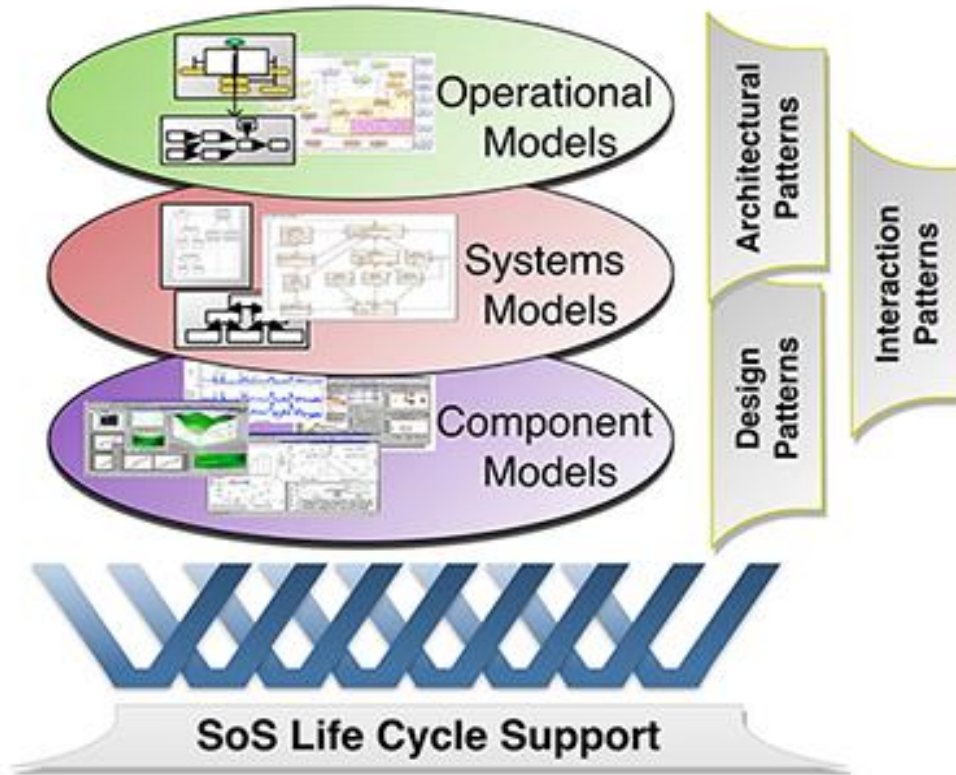 Operational
Models
Systems
Models
Component
Models
Architectural
Patterns
Design
Patterns
Interaction
Patterns
SoS Life Cycle Support